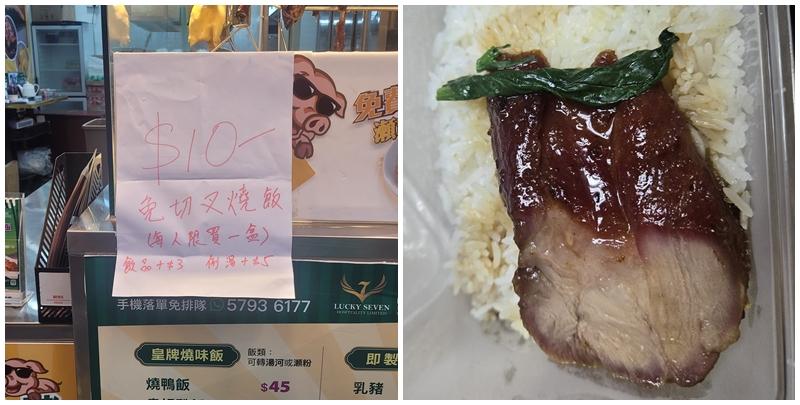 $10-
免切叉燒飯
(每人限買一盒)
飲品+$3 例湯+$5
免費
瀨
手機落單免排隊 5793 6177
LUCKY SEVEN
HOSPITALITY LIMITED
皇牌燒味飯
飯類:
可轉湯河或瀨粉
即製
燒鴨飯
$45
乳豬